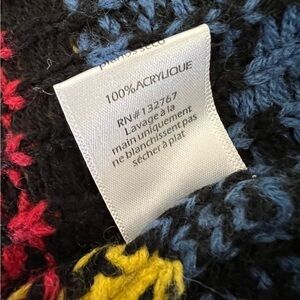 100%ACRYLIQUE
RN#132767
Lavage à la
main uniquement
ne blanchissent pas
sécher à plat